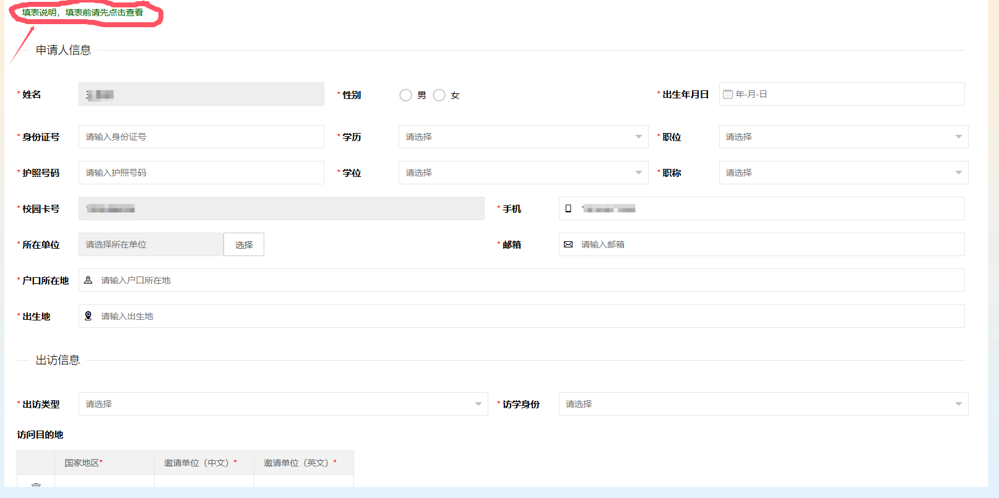 填表说明，填表前请先点击查看
申请人信息
*姓名 *性别 男 女 *出生年月日 年-月-日
*身份证号 请输入身份证号 *学历 请选择 *职位 请选择
*护照号码 请输入护照号码 *学位 请选择 *职称 请选择
*校园卡号 *手机
*所在单位 请选择所在单位 选择 *邮箱 请输入邮箱
*户口所在地 请输入户口所在地
*出生地 请输入出生地
出访信息
*出访类型 请选择 *访学身份 请选择
访问目的地
国家地区* 邀请单位（中文）* 邀请单位（英文）*